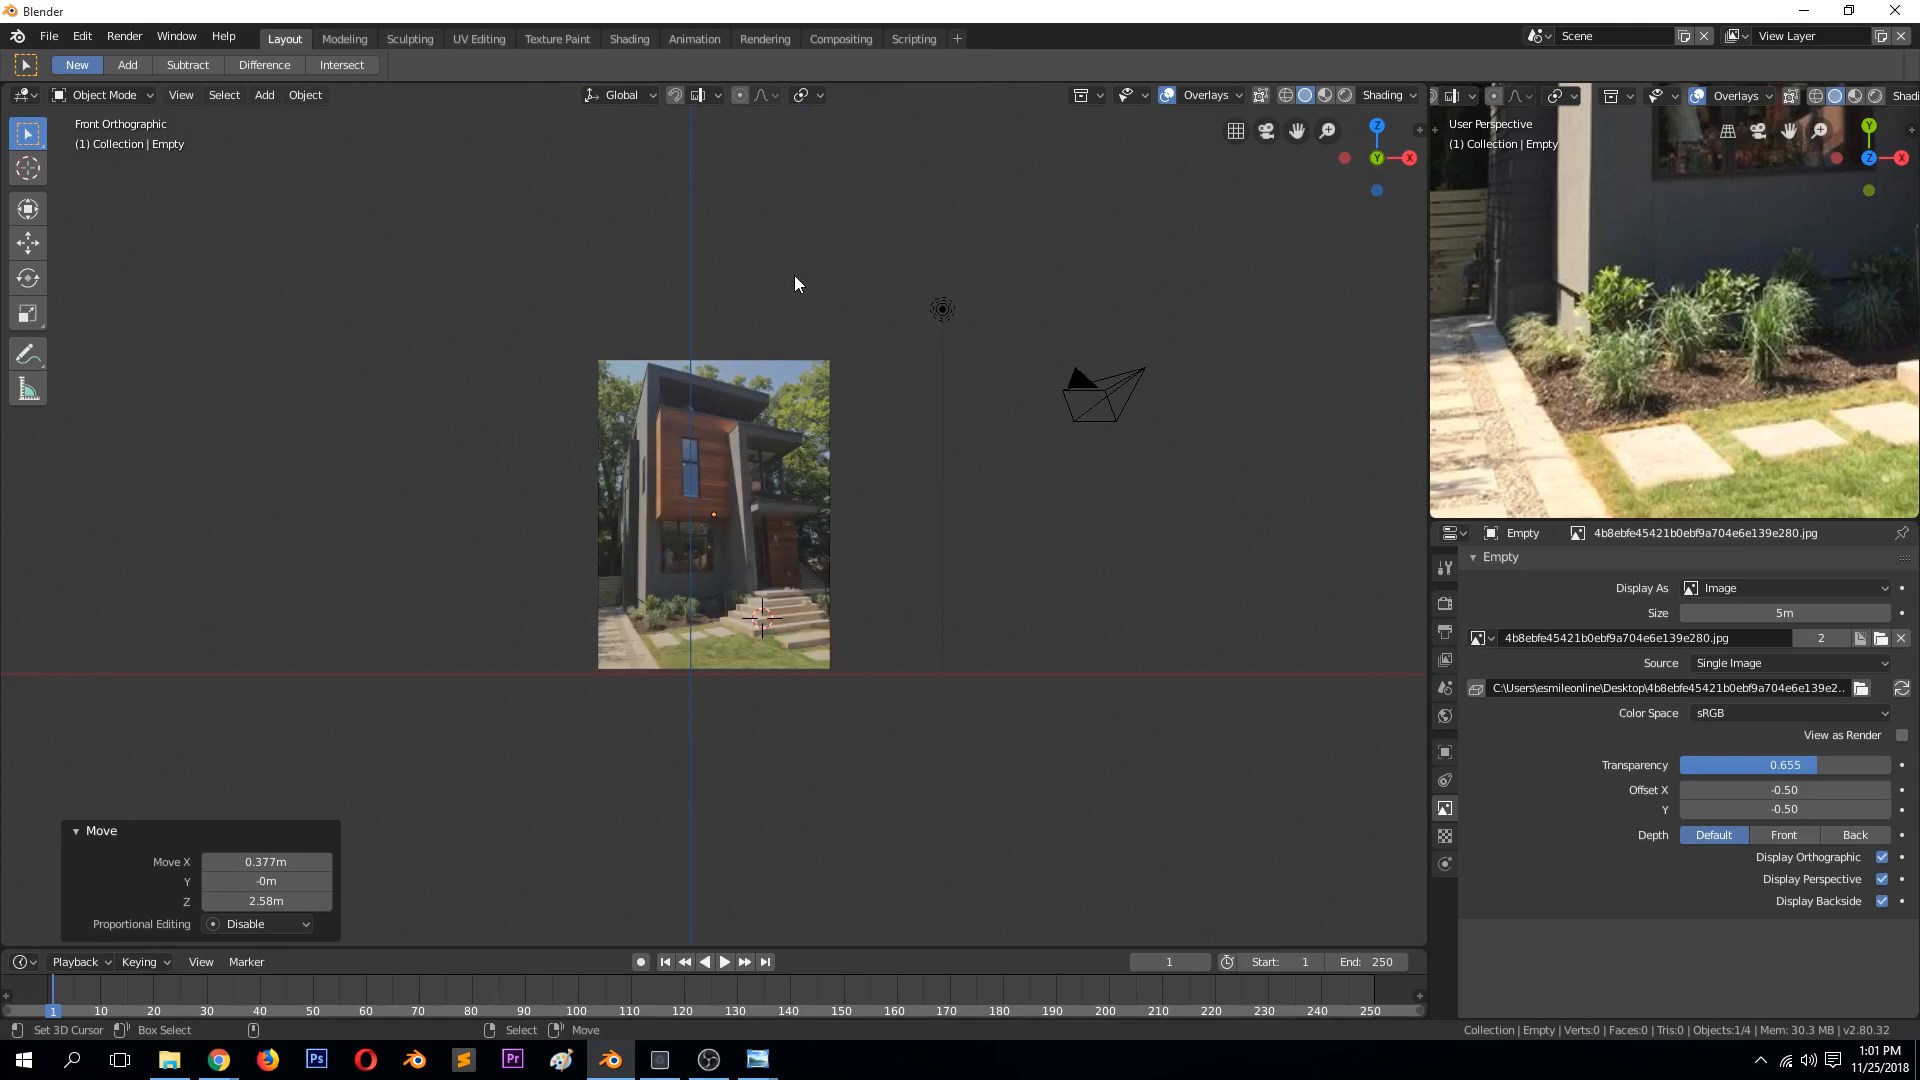 Blender
File Edit Render Window Help
Layout Modeling Sculpting UV Editing Texture Paint Shading Animation Rendering Compositing Scripting
Scene
View Layer
New Add Subtract Difference Intersect
Object Mode View Select Add Object
Global
Overlays
Shading
Overlays
Shadi
Front Orthographic
(1) Collection | Empty
User Perspective
(1) Collection | Empty
Z
Y
X
Y
Z
X
Empty 4b8ebfe45421b0ebf9a704e6e139e280.jpg
Empty
Display As Image
Size 5m
4b8ebfe45421b0ebf9a704e6e139e280.jpg 2
Source Single Image
C:\Users\esmileonline\Desktop\4b8ebfe45421b0ebf9a704e6e139e2..
Color Space sRGB
View as Render
Transparency 0.655
Offset X -0.50
Y -0.50
Depth Default Front Back
Display Orthographic
Display Perspective
Display Backside
Move
Move X 0.377m
Y -0m
Z 2.58m
Proportional Editing Disable
Playback Keying View Marker
1
Start: 1
End: 250
1 10 20 30 40 50 60 70 80 90 100 110 120 130 140 150 160 170 180 190 200 210 220 230 240 250
Set 3D Cursor Box Select Select Move
Collection | Empty | Verts:0 | Faces:0 | Tris:0 | Objects:1/4 | Mem: 30.3 MB | v2.80.32
Ps
Pr
1:01 PM
11/25/2018